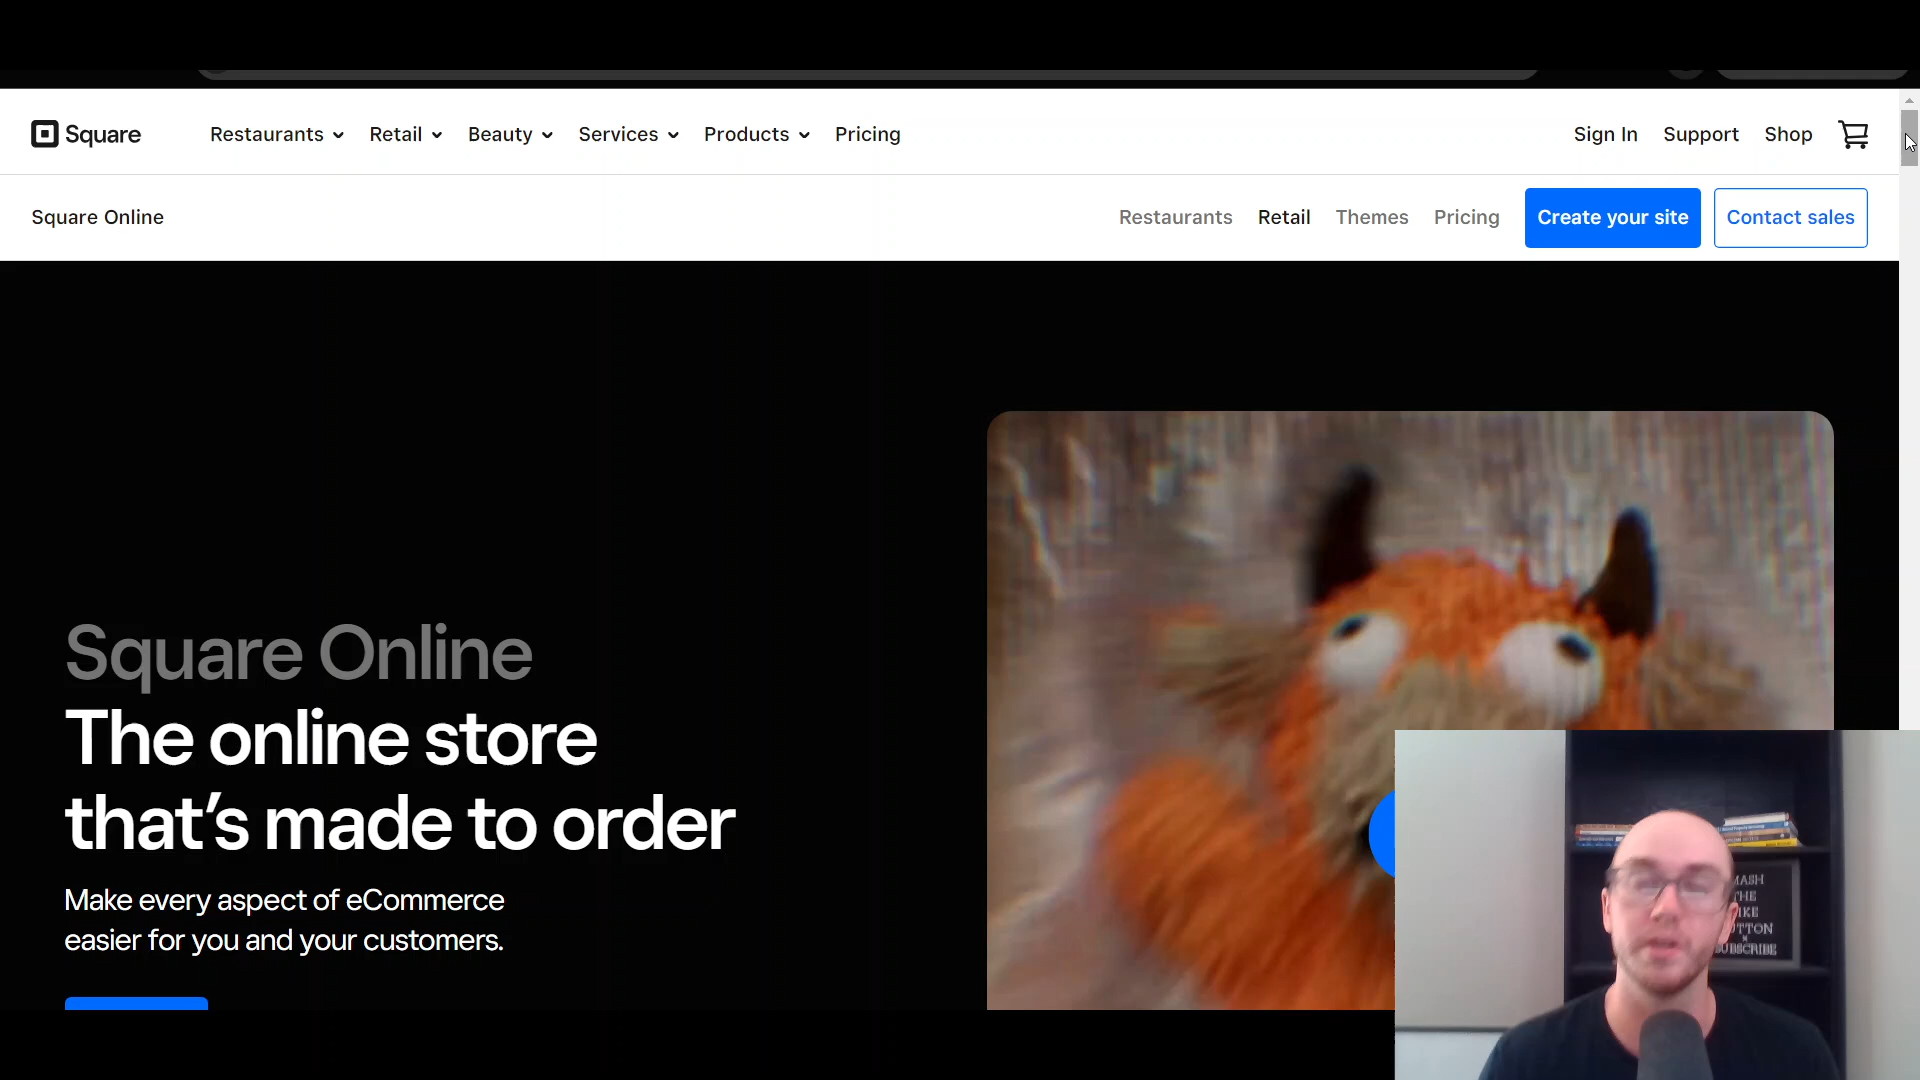 Square
Restaurants
Retail
Beauty
Services
Products
Pricing
Sign In
Support
Shop
Square Online
Restaurants
Retail
Themes
Pricing
Create your site
Contact sales
Square Online
The online store
that’s made to order
Make every aspect of eCommerce
easier for you and your customers.
THE
SUBSCRIBE